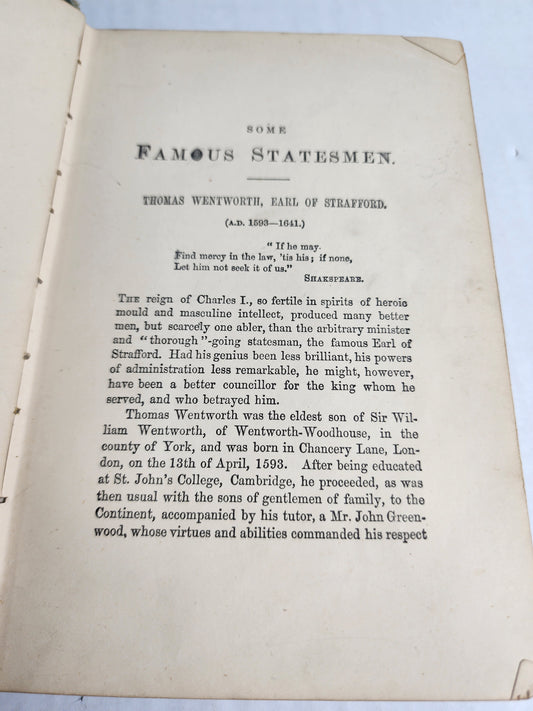 SOME
FAMOUS STATESMEN.
THOMAS WENTWORTH, EARL OF STRAFFORD.
(A.D. 1593—1641.)
"If he may
Find mercy in the law, 'tis his; if none,
Let him not seek it of us."
SHAKSPEARE.
THE reign of Charles I., so fertile in spirits of heroic
mould and masculine intellect, produced many better
men, but scarcely one abler, than the arbitrary minister
and "thorough"-going statesman, the famous Earl of
Strafford. Had his genius been less brilliant, his powers
of administration less remarkable, he might, however,
have been a better councillor for the king whom he
served, and who betrayed him.
Thomas Wentworth was the eldest son of Sir Wil-
liam Wentworth, of Wentworth-Woodhouse, in the
county of York, and was born in Chancery Lane, Lon-
don, on the 13th of April, 1593. After being educated
at St. John's College, Cambridge, he proceeded, as was
then usual with the sons of gentlemen of family, to the
Continent, accompanied by his tutor, a Mr. John Green-
wood, whose virtues and abilities commanded his respect